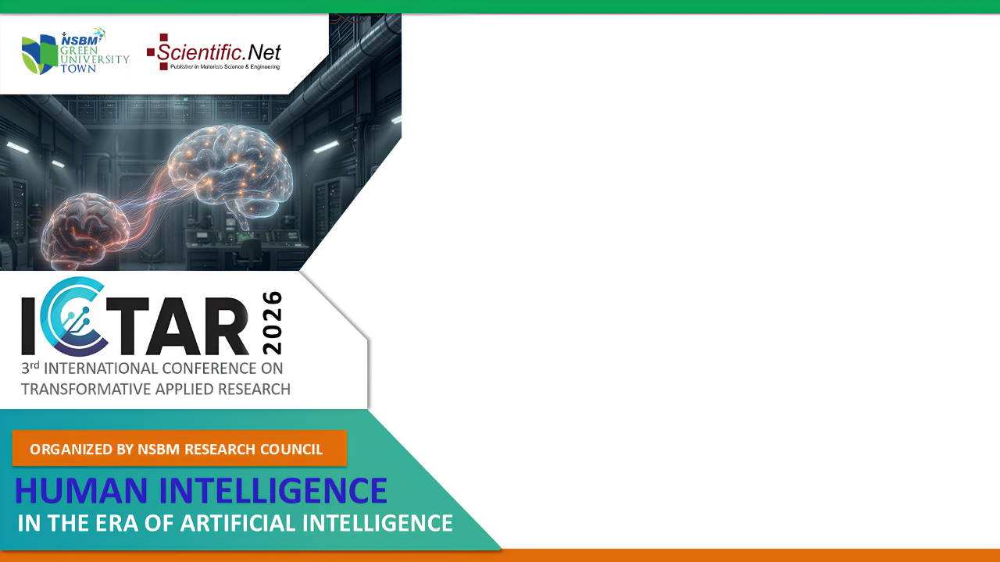 NSBM
GREEN
UNIVERSITY
TOWN
Scientific.Net
Publisher in Materials Science & Engineering
ICTAR 2026
3rd INTERNATIONAL CONFERENCE ON
TRANSFORMATIVE APPLIED RESEARCH
ORGANIZED BY NSBM RESEARCH COUNCIL
HUMAN INTELLIGENCE
IN THE ERA OF ARTIFICIAL INTELLIGENCE